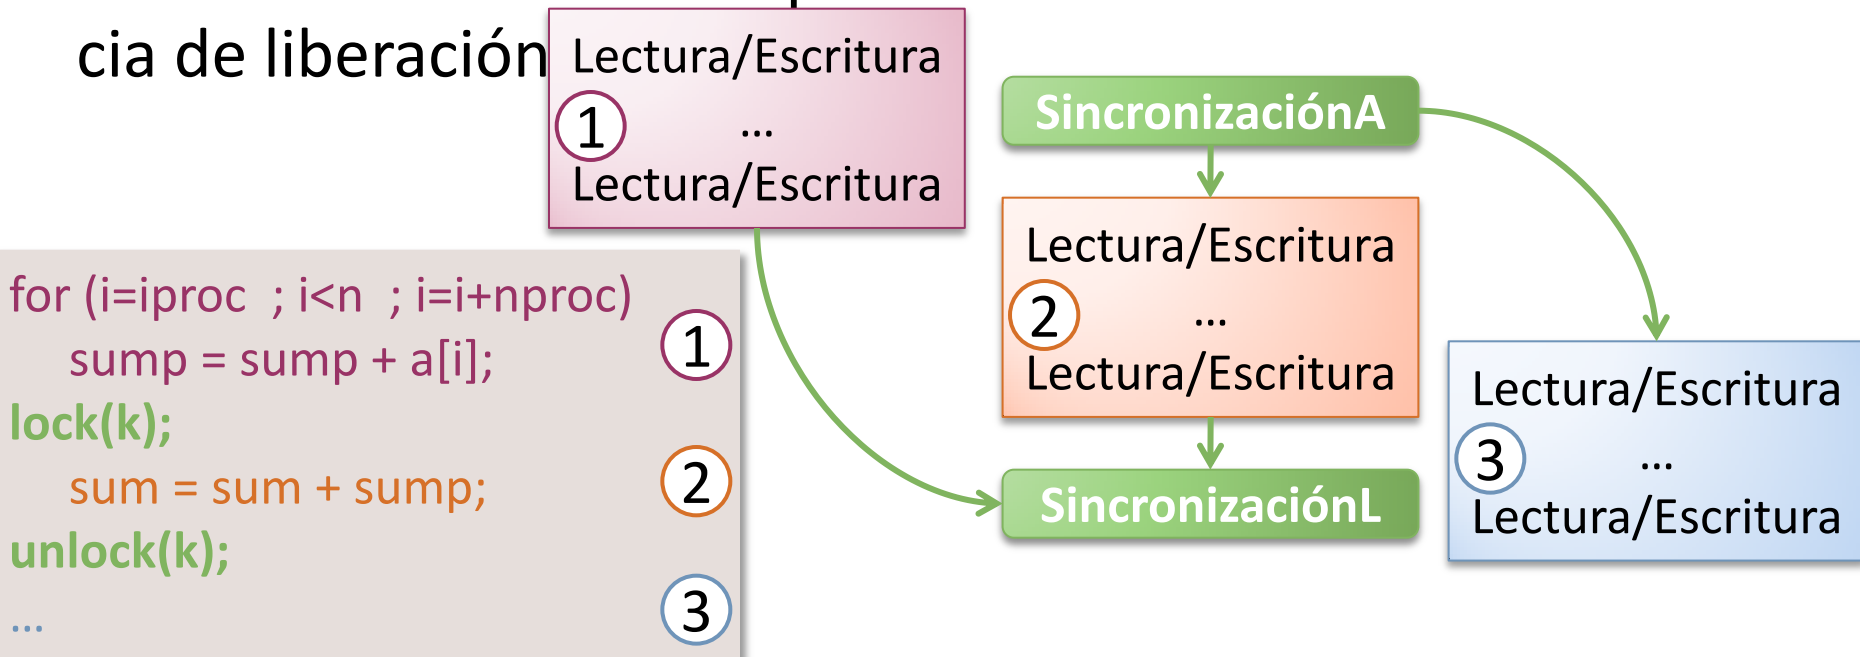 cia de liberación
Lectura/Escritura
1 ...
Lectura/Escritura
SincronizaciónA
Lectura/Escritura
2 ...
Lectura/Escritura
SincronizaciónL
Lectura/Escritura
3 ...
Lectura/Escritura
for (i=iproc ; i<n ; i=i+nproc)
sump = sump + a[i]; 1
lock(k);
sum = sum + sump; 2
unlock(k);
... 3